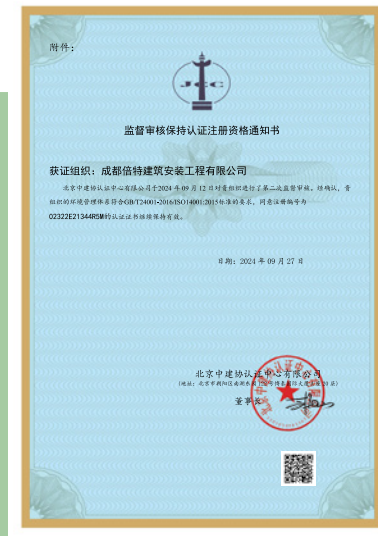 附件：
JCC
监督审核保持认证注册资格通知书
获证组织：成都倍特建筑安装工程有限公司
北京中建协认证中心有限公司于2024年09月12日对贵组织进行了第二次监督审核。经确认，贵
组织的环境管理体系符合GB/T24001-2016/ISO14001:2015标准的要求，同意注册编号为
02322E21344R5M的认证证书继续保持有效。
日期：2024年09月27日
北京中建协认证中心有限公司
董事长